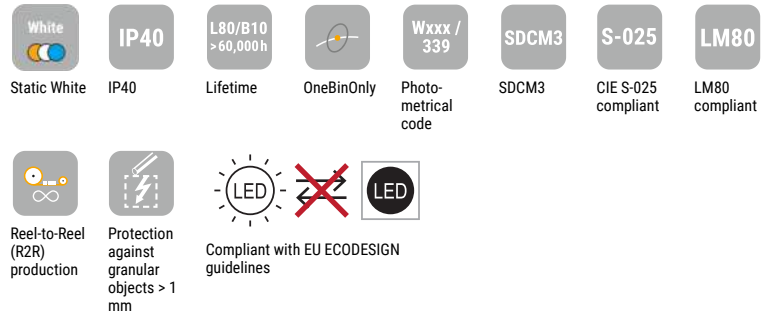 White
IP40
L80/B10
>60,000h
Wxxx /
339
SDCM3
S-025
LM80
Static White
IP40
Lifetime
OneBinOnly
Photo-
metrical
code
SDCM3
CIE S-025
compliant
LM80
compliant
LED
LED
Reel-to-Reel
(R2R)
production
Protection
against
granular
objects > 1
mm
Compliant with EU ECODESIGN
guidelines